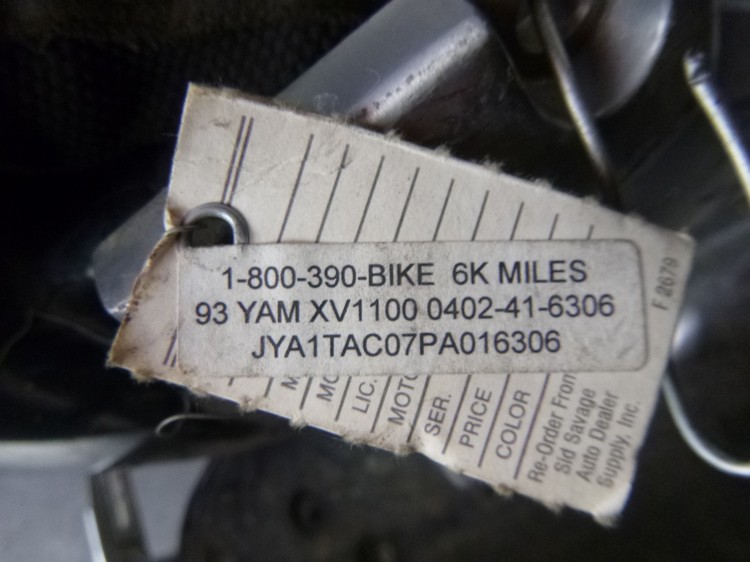 1-800-390-BIKE 6K MILES
93 YAM XV1100 0402-41-6306
JYA1TAC07PA016306
LIC.
MOTO
SER.
PRICE
COLOR
Re-Order From
Sid Savage
Auto Dealer
Supply, Inc.
F 2679